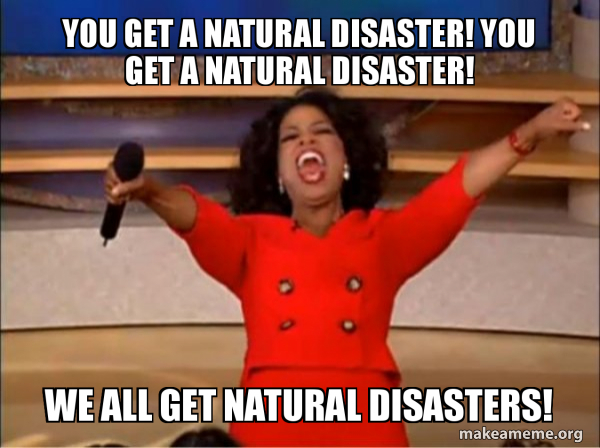 YOU GET A NATURAL DISASTER! YOU
GET A NATURAL DISASTER!
WE ALL GET NATURAL DISASTERS!
makeameme.org